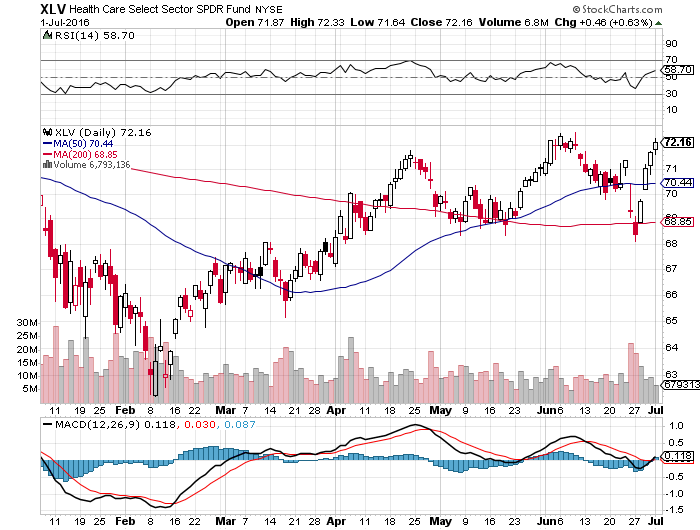 XLV Health Care Select Sector SPDR Fund NYSE © StockCharts.com
1-Jul-2016 Open 71.87 High 72.33 Low 71.64 Close 72.16 Volume 6.8M Chg +0.46 (+0.63%)
RSI(14) 58.70
90
70
58.70
50
30
10
XLV (Daily) 72.16
MA(50) 70.44
MA(200) 68.85
Volume 6,793,136
72.16
71
70.44
70
69
68.85
68
67
66
65
64
63
30M
25M
20M
15M
10M
5M
679313
11 19 25 Feb 8 16 22 Mar 7 14 21 28 Apr 11 18 25 May 9 16 23 Jun 6 13 20 27 Jul
MACD(12,26,9) 0.118, 0.030, 0.087
1.0
0.5
0.118
-0.5
-1.0
-1.5
11 19 25 Feb 8 16 22 Mar 7 14 21 28 Apr 11 18 25 May 9 16 23 Jun 6 13 20 27 Jul